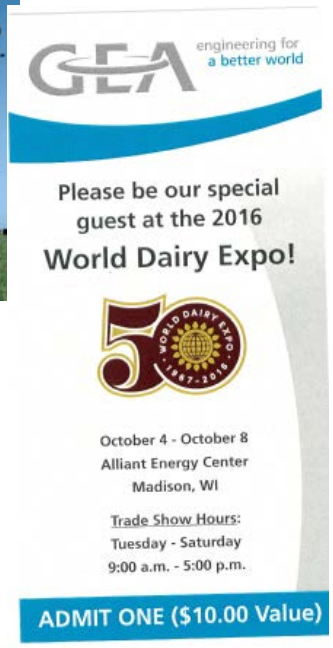 GEA
engineering for
a better world
Please be our special
guest at the 2016
World Dairy Expo!
50
WORLD DAIRY EXPO
· 1967-2016 ·
October 4 - October 8
Alliant Energy Center
Madison, WI
Trade Show Hours:
Tuesday - Saturday
9:00 a.m. - 5:00 p.m.
ADMIT ONE ($10.00 Value)